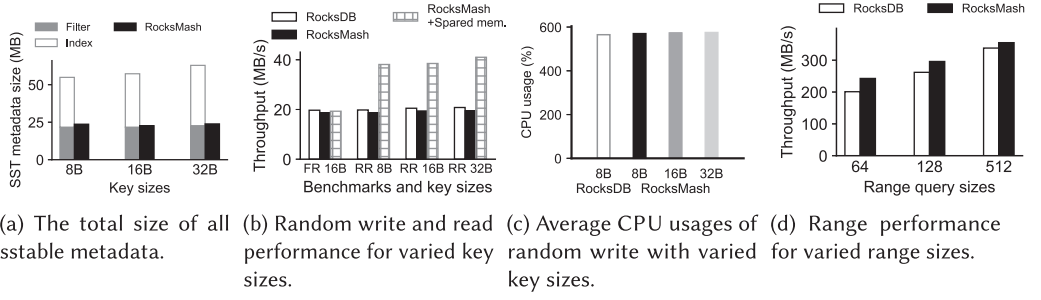 Filter
RocksMash
Index
SST metadata size (MB)
50
25
0
8B 16B 32B
Key sizes
RocksDB
RocksMash
RocksMash
+Spared mem.
Throughput (MB/s)
40
20
0
FR 16B RR 8B RR 16B RR 32B
Benchmarks and key sizes
CPU usage (%)
600
400
200
0
8B 8B 16B 32B
RocksDB RocksMash
RocksDB
RocksMash
Throughput (MB/s)
300
200
100
0
64 128 512
Range query sizes
(a) The total size of all
sstable metadata.
(b) Random write and read
performance for varied key
sizes.
(c) Average CPU usages of
random write with varied
key sizes.
(d) Range performance
for varied range sizes.